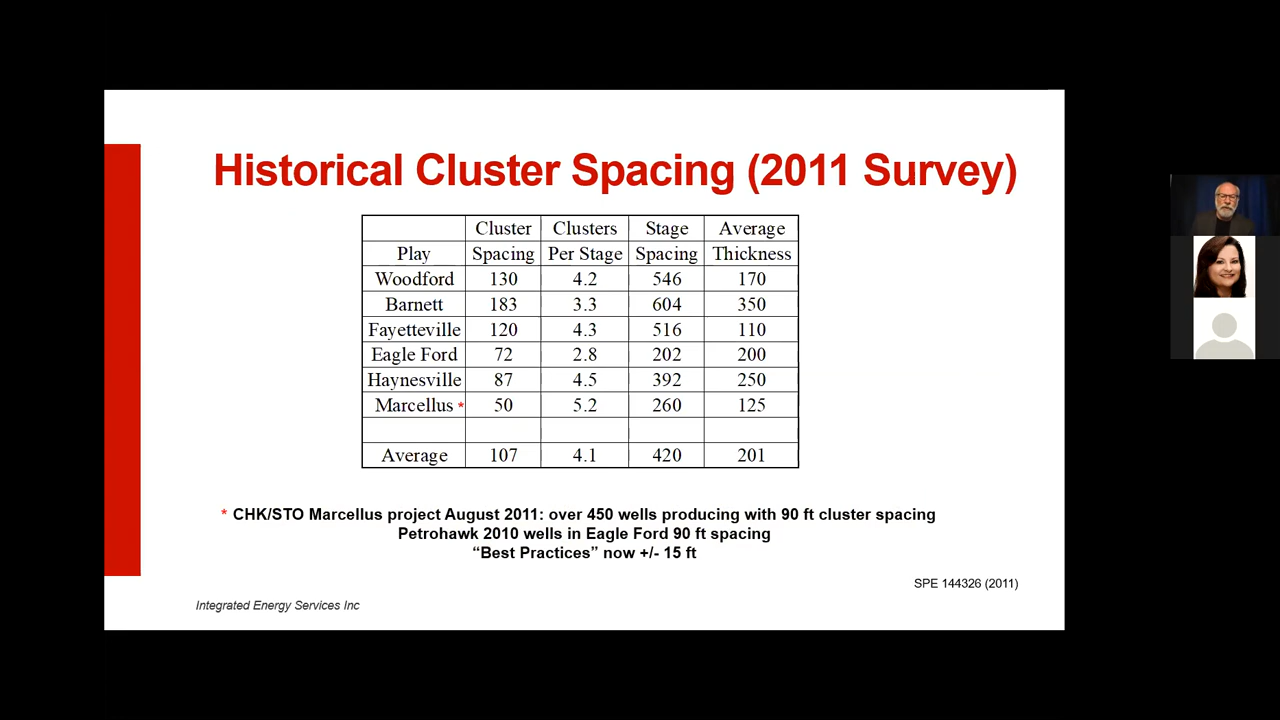 Historical Cluster Spacing (2011 Survey)
Cluster Clusters Stage Average
Play Spacing Per Stage Spacing Thickness
Woodford 130 4.2 546 170
Barnett 183 3.3 604 350
Fayetteville 120 4.3 516 110
Eagle Ford 72 2.8 202 200
Haynesville 87 4.5 392 250
Marcellus * 50 5.2 260 125
Average 107 4.1 420 201
* CHK/STO Marcellus project August 2011: over 450 wells producing with 90 ft cluster spacing
Petrohawk 2010 wells in Eagle Ford 90 ft spacing
“Best Practices” now +/- 15 ft
SPE 144326 (2011)
Integrated Energy Services Inc